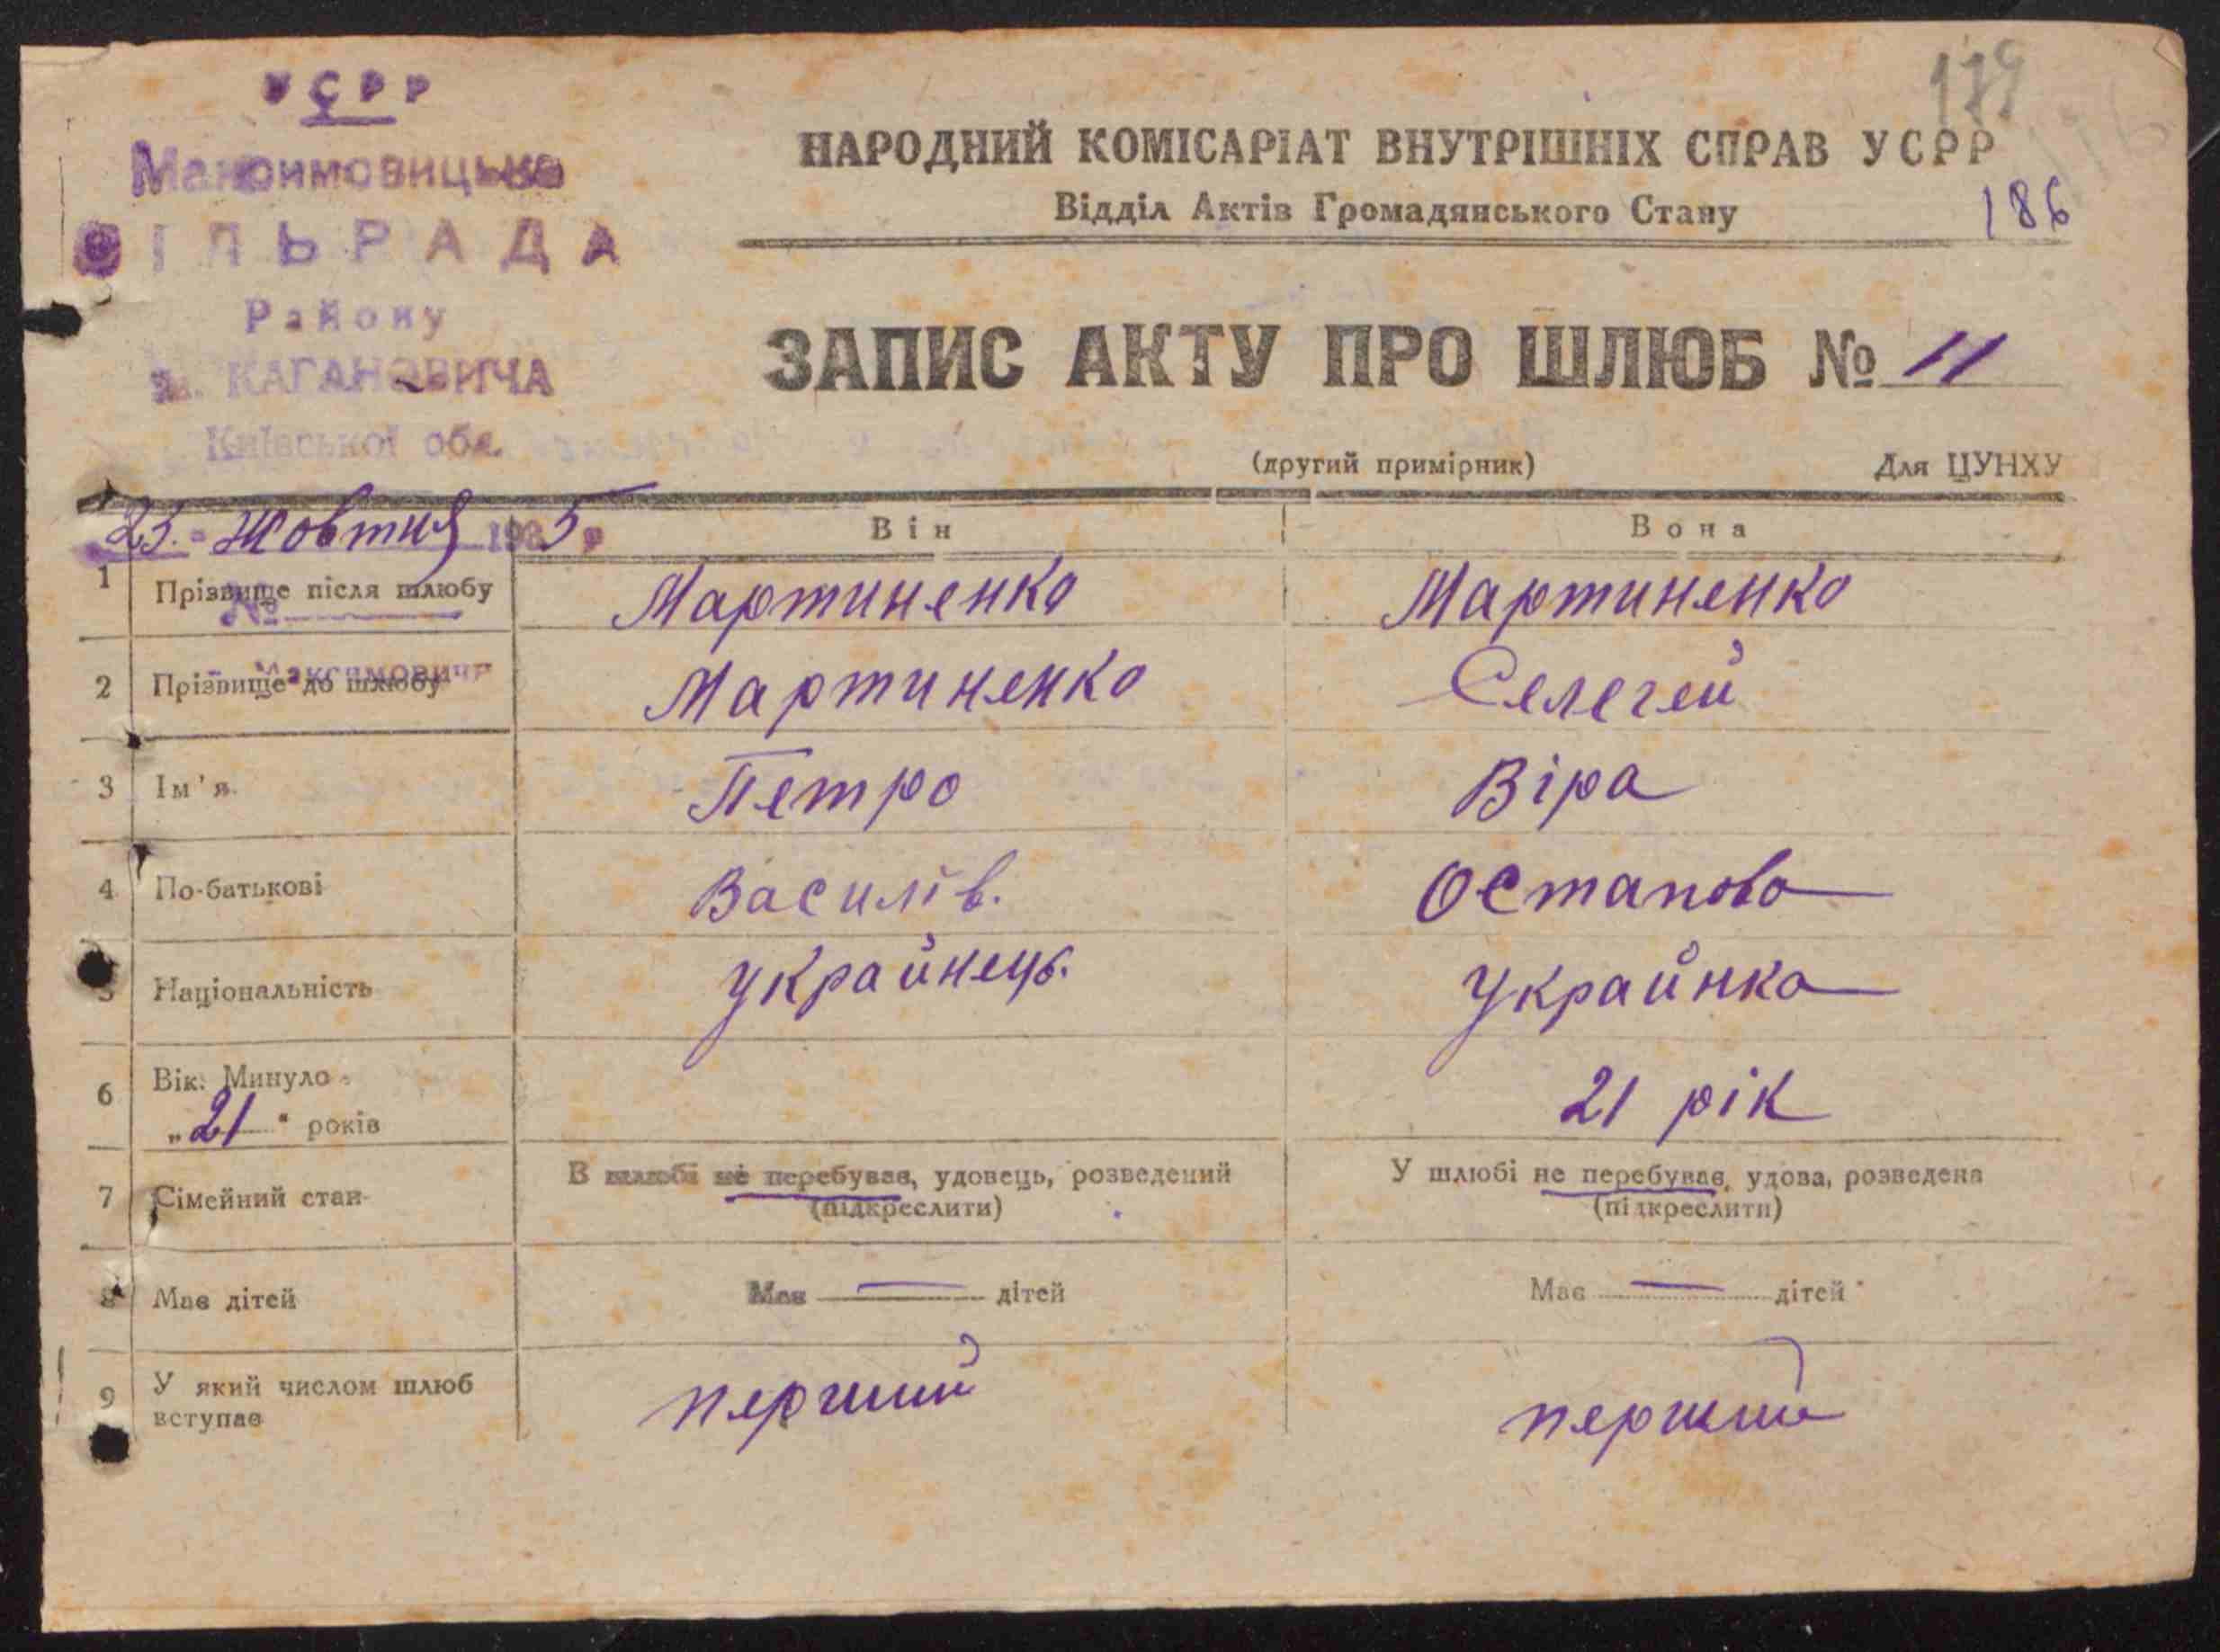 УСРР
Максимовицька
СІЛЬРАДА
Району
ім. КАГАНОВИЧА
Київської обл.
25.- жовтня 1935 р
№
Максимовичі
179
186
НАРОДНИЙ КОМІСАРІАТ ВНУТРІШНІХ СПРАВ УСРР
Відділ Актів Громадянського Стану
ЗАПИС АКТУ ПРО ШЛЮБ № 11
(другий примірник) Для ЦУНХУ
Він Вона
1 Прізвище після шлюбу Мартиненко Мартиненко
2 Прізвище до шлюбу Мартиненко Селегей
3 Ім'я Петро Віра
4 По-батькові Василів. Остапова
5 Національність Українець. Українка
6 Вік: Минуло
„21" років 21 рік
7 Сімейний стан В шлюбі не перебував, удовець, розведений У шлюбі не перебував, удова, розведена
(підкреслити) (підкреслити)
8 Має дітей Має — дітей Має — дітей
9 У який числом шлюб
вступає перший перший